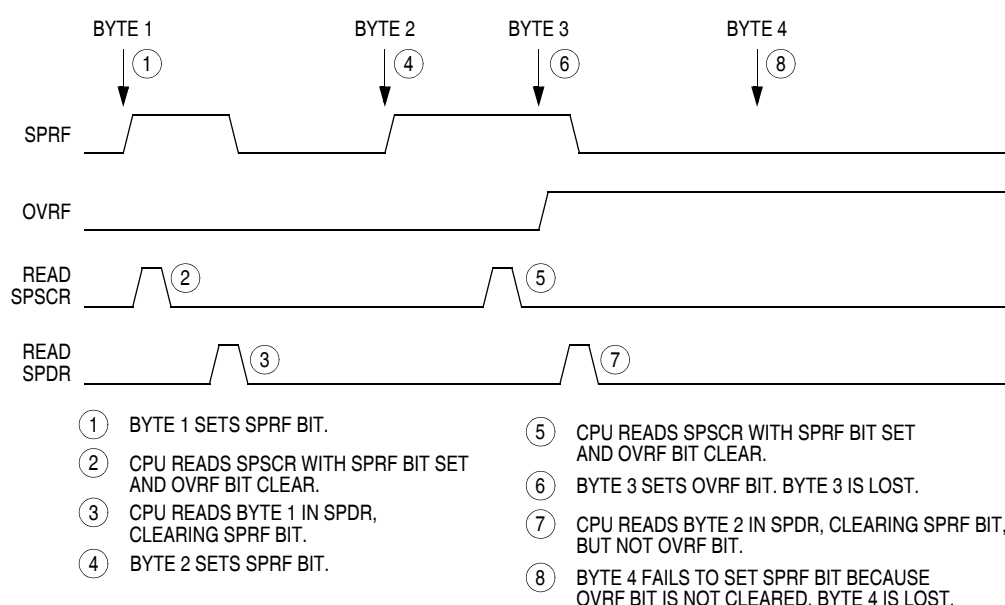 BYTE 1 BYTE 2 BYTE 3 BYTE 4
1 4 6 8
SPRF
OVRF
READ
SPSCR
2 5
READ
SPDR
3 7
1 BYTE 1 SETS SPRF BIT.
2 CPU READS SPSCR WITH SPRF BIT SET
AND OVRF BIT CLEAR.
3 CPU READS BYTE 1 IN SPDR,
CLEARING SPRF BIT.
4 BYTE 2 SETS SPRF BIT.
5 CPU READS SPSCR WITH SPRF BIT SET
AND OVRF BIT CLEAR.
6 BYTE 3 SETS OVRF BIT. BYTE 3 IS LOST.
7 CPU READS BYTE 2 IN SPDR, CLEARING SPRF BIT,
BUT NOT OVRF BIT.
8 BYTE 4 FAILS TO SET SPRF BIT BECAUSE
OVRF BIT IS NOT CLEARED. BYTE 4 IS LOST.